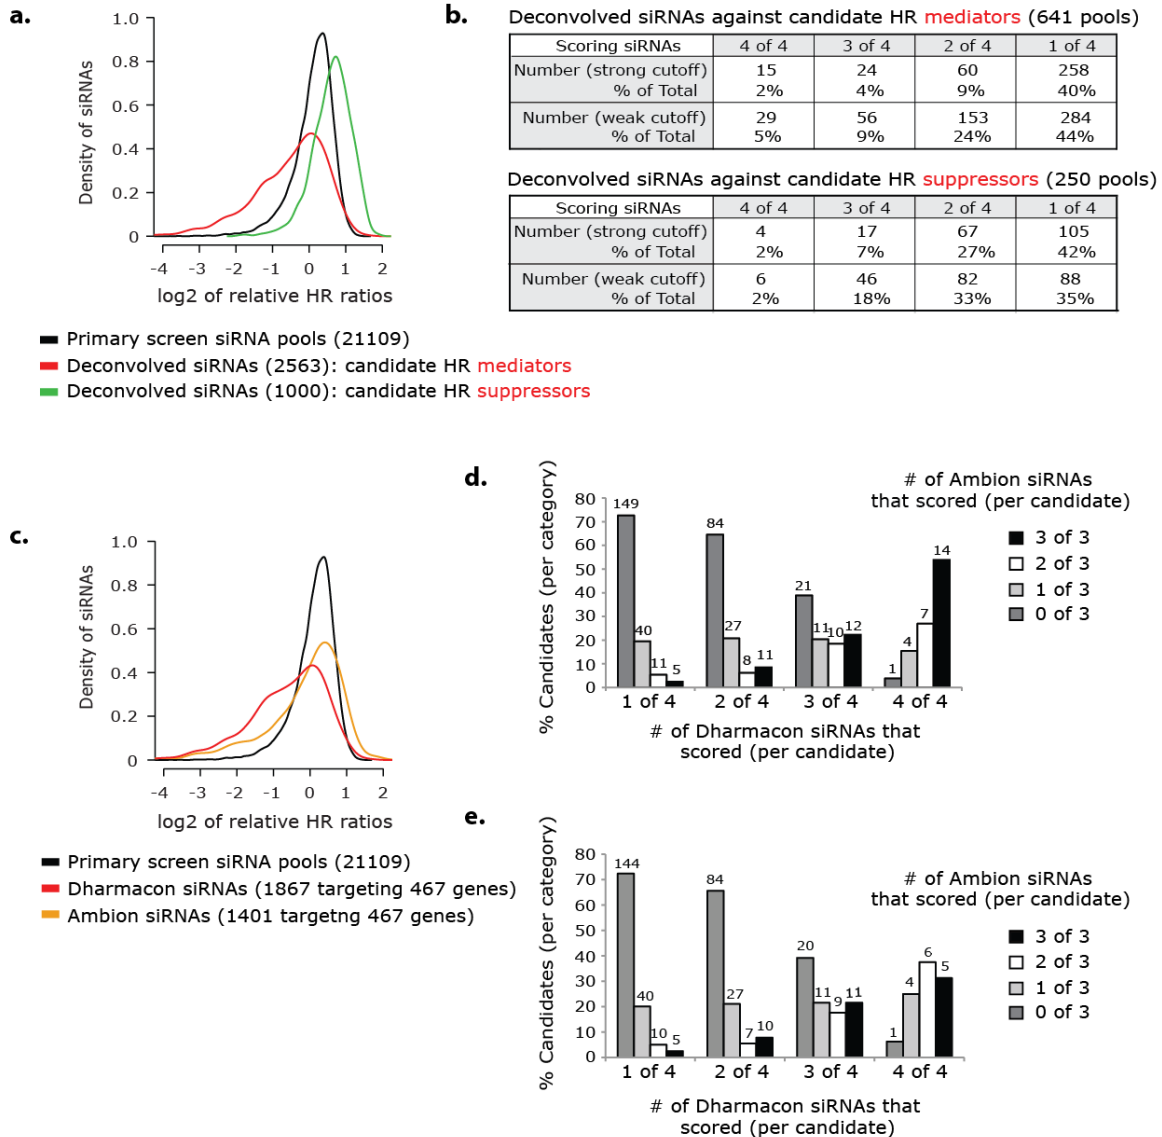 a.
1.0
0.8
0.6
0.4
0.2
0
Density of siRNAs
-4 -3 -2 -1 0 1 2
log2 of relative HR ratios
Primary screen siRNA pools (21109)
Deconvolved siRNAs (2563): candidate HR mediators
Deconvolved siRNAs (1000): candidate HR suppressors
b.
Deconvolved siRNAs against candidate HR mediators (641 pools)
Scoring siRNAs 4 of 4 3 of 4 2 of 4 1 of 4
Number (strong cutoff) 15 24 60 258
% of Total 2% 4% 9% 40%
Number (weak cutoff) 29 56 153 284
% of Total 5% 9% 24% 44%
Deconvolved siRNAs against candidate HR suppressors (250 pools)
Scoring siRNAs 4 of 4 3 of 4 2 of 4 1 of 4
Number (strong cutoff) 4 17 67 105
% of Total 2% 7% 27% 42%
Number (weak cutoff) 6 46 82 88
% of Total 2% 18% 33% 35%
c.
1.0
0.8
0.6
0.4
0.2
0
Density of siRNAs
-4 -3 -2 -1 0 1 2
log2 of relative HR ratios
Primary screen siRNA pools (21109)
Dharmacon siRNAs (1867 targeting 467 genes)
Ambion siRNAs (1401 targetng 467 genes)
d.
% Candidates (per category)
80
70
60
50
40
30
20
10
0
149 40 11 5
84 27 8 11
21 11 10 12
1 4 7 14
1 of 4 2 of 4 3 of 4 4 of 4
# of Dharmacon siRNAs that
scored (per candidate)
# of Ambion siRNAs
that scored (per candidate)
3 of 3
2 of 3
1 of 3
0 of 3
e.
% Candidates (per category)
80
70
60
50
40
30
20
10
0
144 40 10 5
84 27 7 10
20 11 9 11
1 4 6 5
1 of 4 2 of 4 3 of 4 4 of 4
# of Dharmacon siRNAs that
scored (per candidate)
# of Ambion siRNAs
that scored (per candidate)
3 of 3
2 of 3
1 of 3
0 of 3